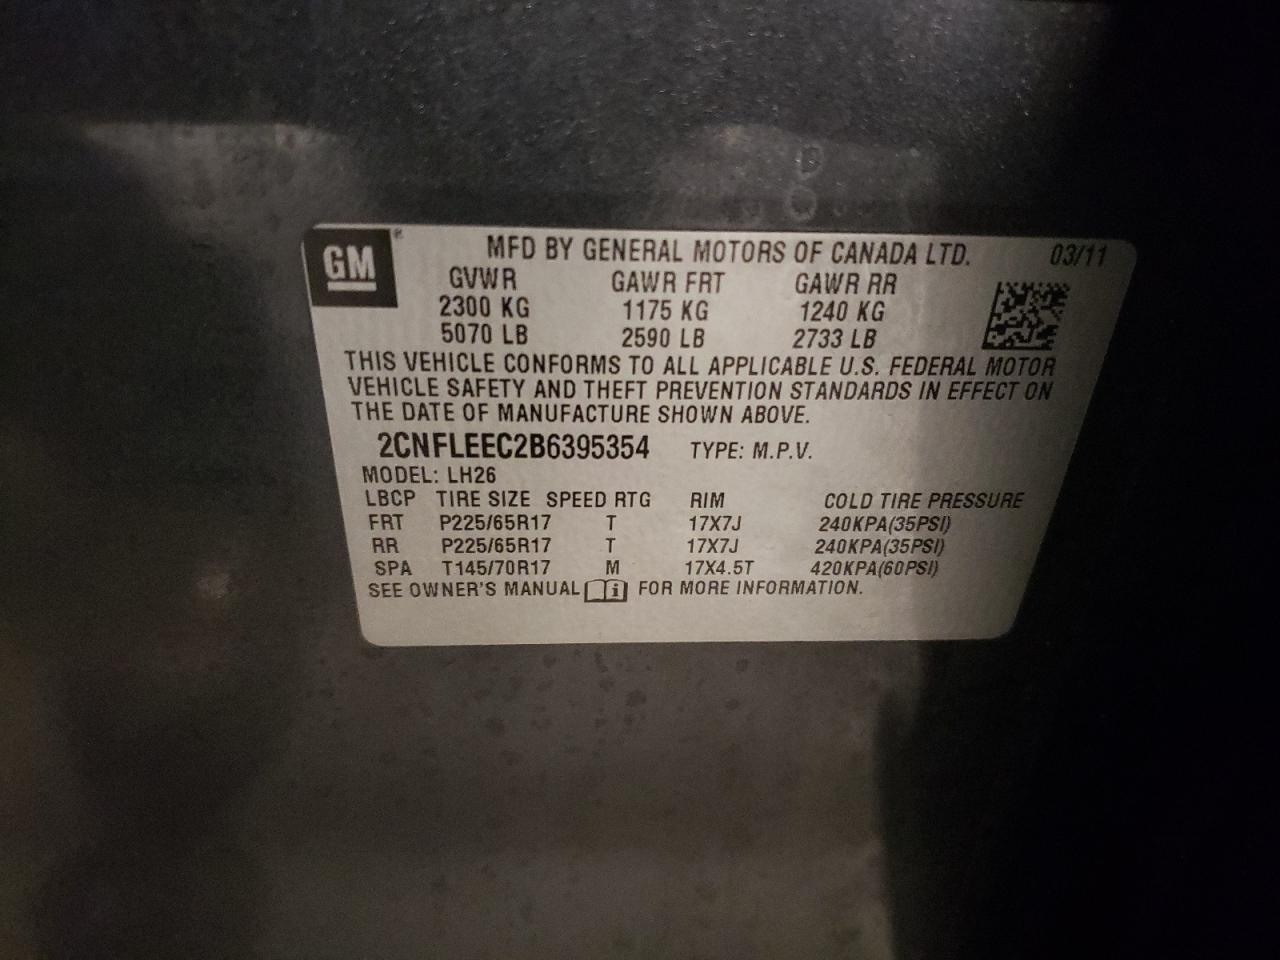 GM® MFD BY GENERAL MOTORS OF CANADA LTD. 03/11
GVWR GAWR FRT GAWR RR
2300 KG 1175 KG 1240 KG
5070 LB 2590 LB 2733 LB
THIS VEHICLE CONFORMS TO ALL APPLICABLE U.S. FEDERAL MOTOR
VEHICLE SAFETY AND THEFT PREVENTION STANDARDS IN EFFECT ON
THE DATE OF MANUFACTURE SHOWN ABOVE.
2CNFLEEC2B6395354 TYPE: M.P.V.
MODEL: LH26
LBCP TIRE SIZE SPEED RTG RIM COLD TIRE PRESSURE
FRT P225/65R17 T 17X7J 240KPA(35PSI)
RR P225/65R17 T 17X7J 240KPA(35PSI)
SPA T145/70R17 M 17X4.5T 420KPA(60PSI)
SEE OWNER'S MANUAL i FOR MORE INFORMATION.